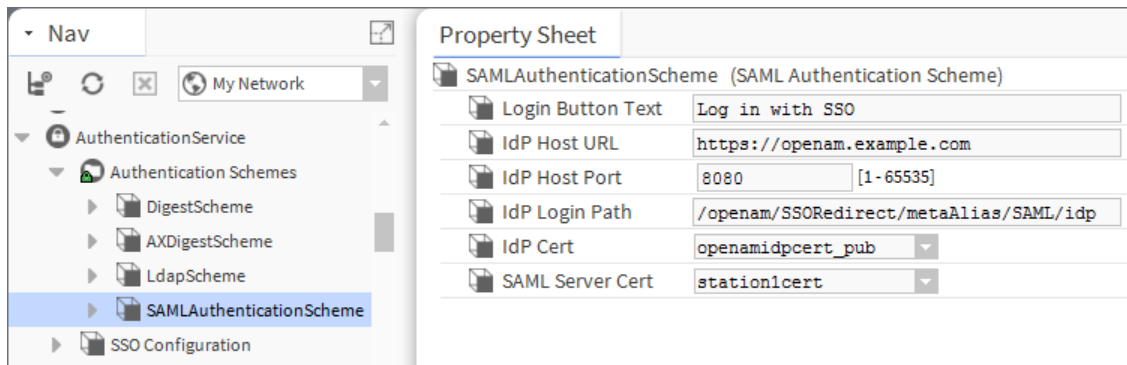 Nav
My Network
AuthenticationService
Authentication Schemes
DigestScheme
AXDigestScheme
LdapScheme
SAMLAuthenticationScheme
SSO Configuration
Property Sheet
SAMLAuthenticationScheme (SAML Authentication Scheme)
Login Button Text Log in with SSO
IdP Host URL https://openam.example.com
IdP Host Port 8080 [1-65535]
IdP Login Path /openam/SSORedirect/metaAlias/SAML/idp
IdP Cert openamidpcert_pub
SAML Server Cert station1cert